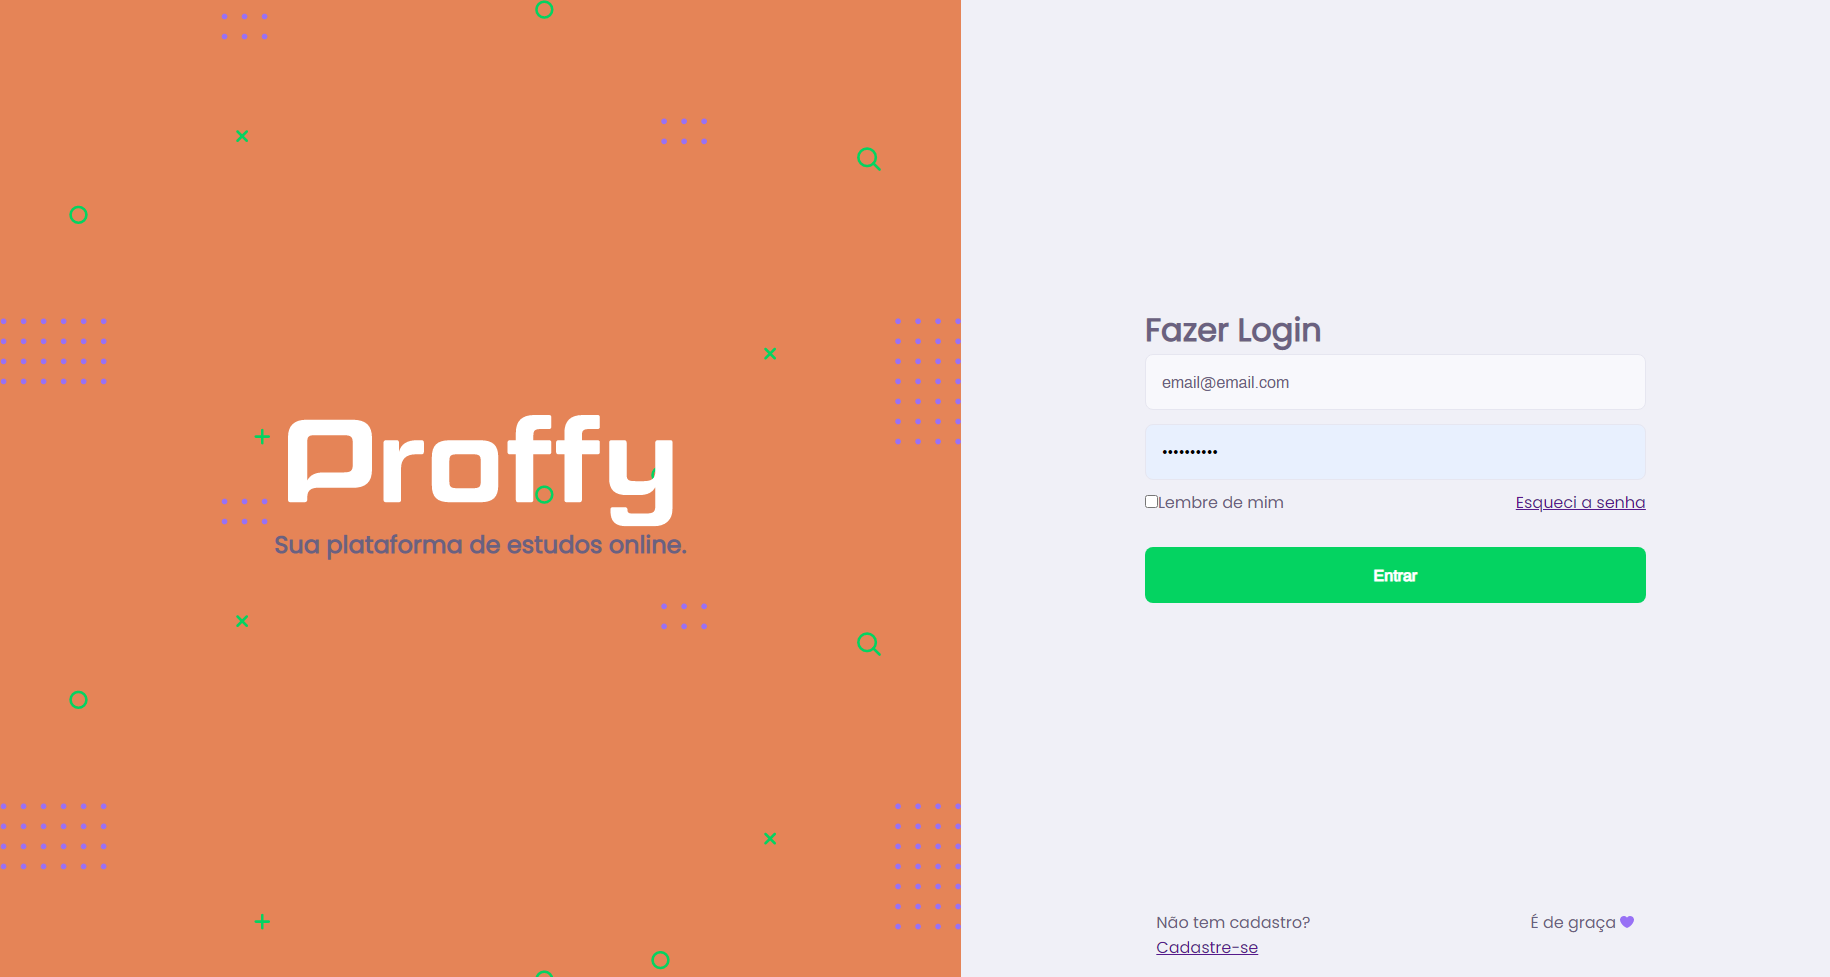 Proffy
Sua plataforma de estudos online.
Fazer Login
email@email.com
••••••••••
Lembre de mim
Esqueci a senha
Entrar
Não tem cadastro?
Cadastre-se
É de graça 💜